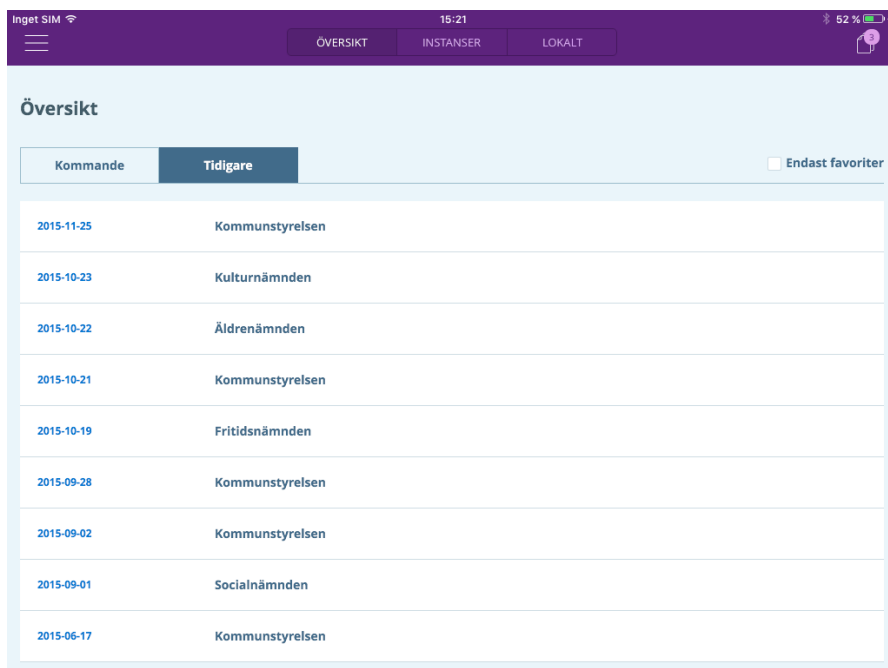 Inget SIM 15:21 52 %
ÖVERSIKT INSTANSER LOKALT 3
Översikt
Kommande Tidigare Endast favoriter
2015-11-25 Kommunstyrelsen
2015-10-23 Kulturnämnden
2015-10-22 Äldrenämnden
2015-10-21 Kommunstyrelsen
2015-10-19 Fritidsnämnden
2015-09-28 Kommunstyrelsen
2015-09-02 Kommunstyrelsen
2015-09-01 Socialnämnden
2015-06-17 Kommunstyrelsen